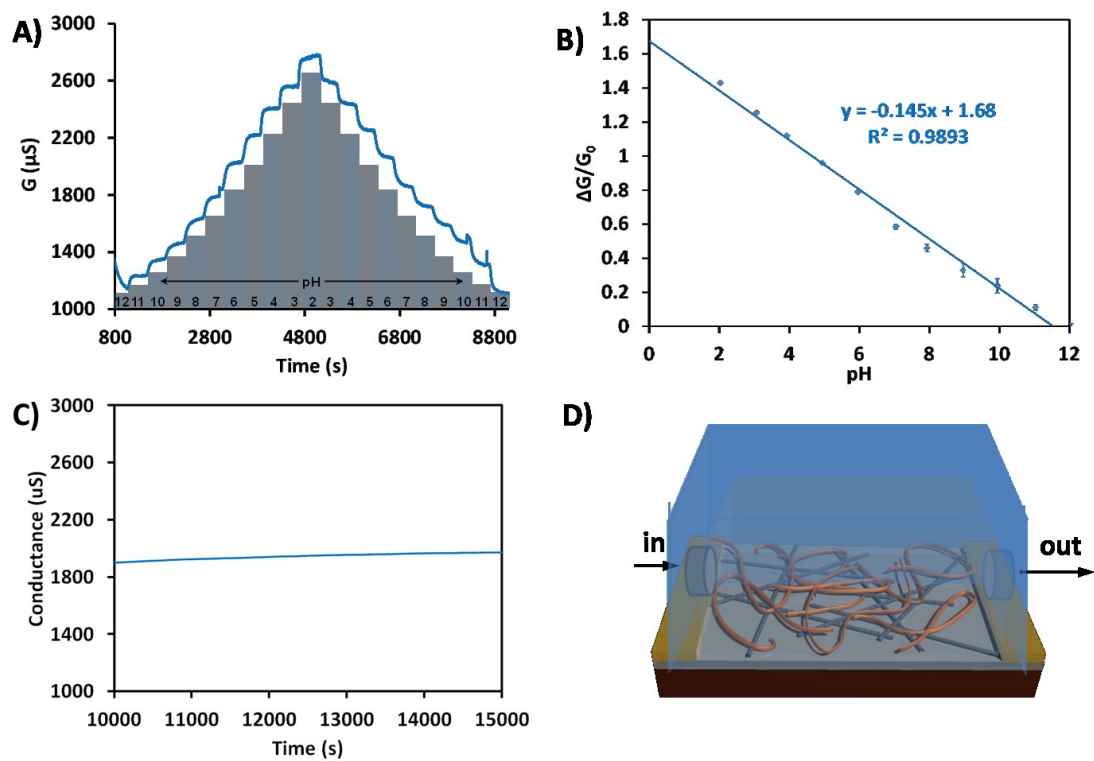 A)
3000
2600
2200
1800
1400
1000
G (µS)
pH
12 11 10 9 8 7 6 5 4 3 2 3 4 5 6 7 8 9 10 11 12
800 2800 4800 6800 8800
Time (s)
B)
1.8
1.6
1.4
1.2
1
0.8
0.6
0.4
0.2
0
ΔG/G₀
y = -0.145x + 1.68
R² = 0.9893
0 2 4 6 8 10 12
pH
C)
3000
2600
2200
1800
1400
1000
Conductance (uS)
10000 11000 12000 13000 14000 15000
Time (s)
D)
in
out